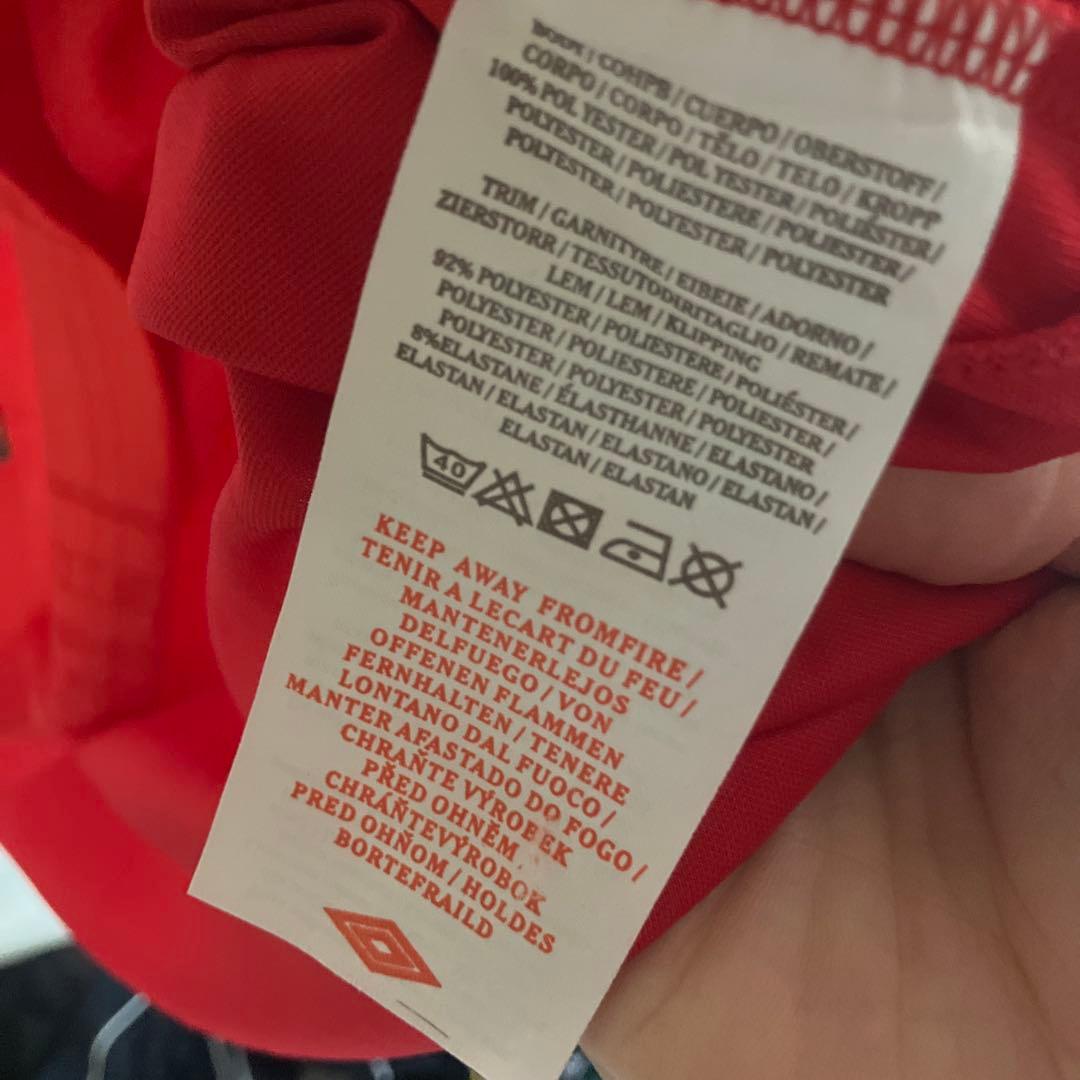 BODY / COHPS / CUERPO / OBERSTOFF /
CORPO / CORPO / TĚLO / TELO / KROPP
100% POLYESTER / POLYESTER / POLIÉSTER /
POLYESTER / POLIESTERE / POLIESTER /
POLYESTER / POLYESTER / POLYESTER
TRIM / GARNITYRE / EIBEIE / ADORNO /
ZIERSTORR / TESSUTODIRITAGLIO / REMATE /
LEM / LEM / KLIPPING
92% POLYESTER / POLIESTERE / POLIÉSTER /
POLYESTER / POLIESTERE / POLIESTER /
POLYESTER / POLYESTER / POLYESTER
8%ELASTANE / ÉLASTHANNE / ELASTANO /
ELASTAN / ELASTAN / ELASTANO / ELASTAN /
ELASTAN / ELASTAN
40
KEEP AWAY FROMFIRE /
TENIR A LECART DU FEU /
MANTENERLEJOS
DELFUEGO / VON
OFFENEN FLAMMEN
FERNHALTEN / TENERE
LONTANO DAL FUOCO /
MANTER AFASTADO DO FOGO /
CHRAŇTE VÝROBEK
PŘED OHNĚM
CHRÁŇTEVÝROBOK
PRED OHŇOM / HOLDES
BORTEFRAILD